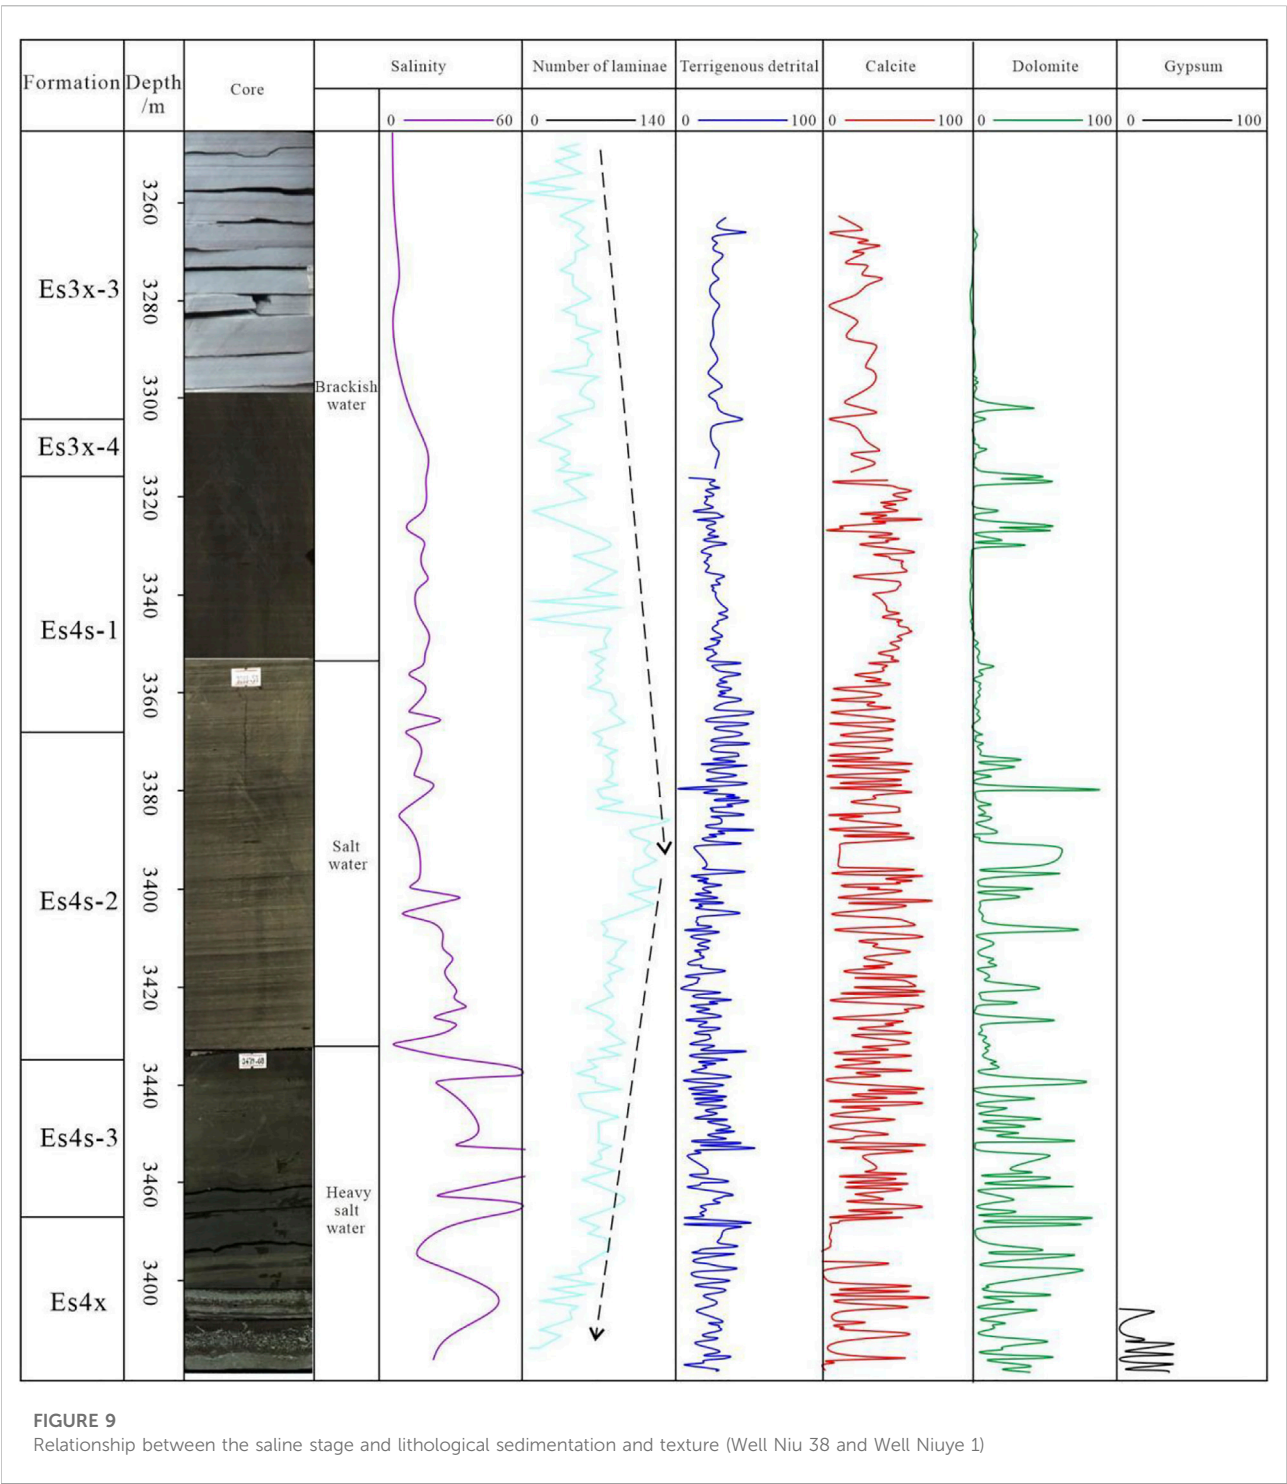 Formation
Depth
/m
Core
Salinity
0 60
Number of laminae
0 140
Terrigenous detrital
0 100
Calcite
0 100
Dolomite
0 100
Gypsum
0 100
Es3x-3
Es3x-4
Es4s-1
Es4s-2
Es4s-3
Es4x
3260
3280
3300
3320
3340
3360
3380
3400
3420
3440
3460
3400
Brackish
water
Salt
water
Heavy
salt
water
FIGURE 9
Relationship between the saline stage and lithological sedimentation and texture (Well Niu 38 and Well Niuye 1)